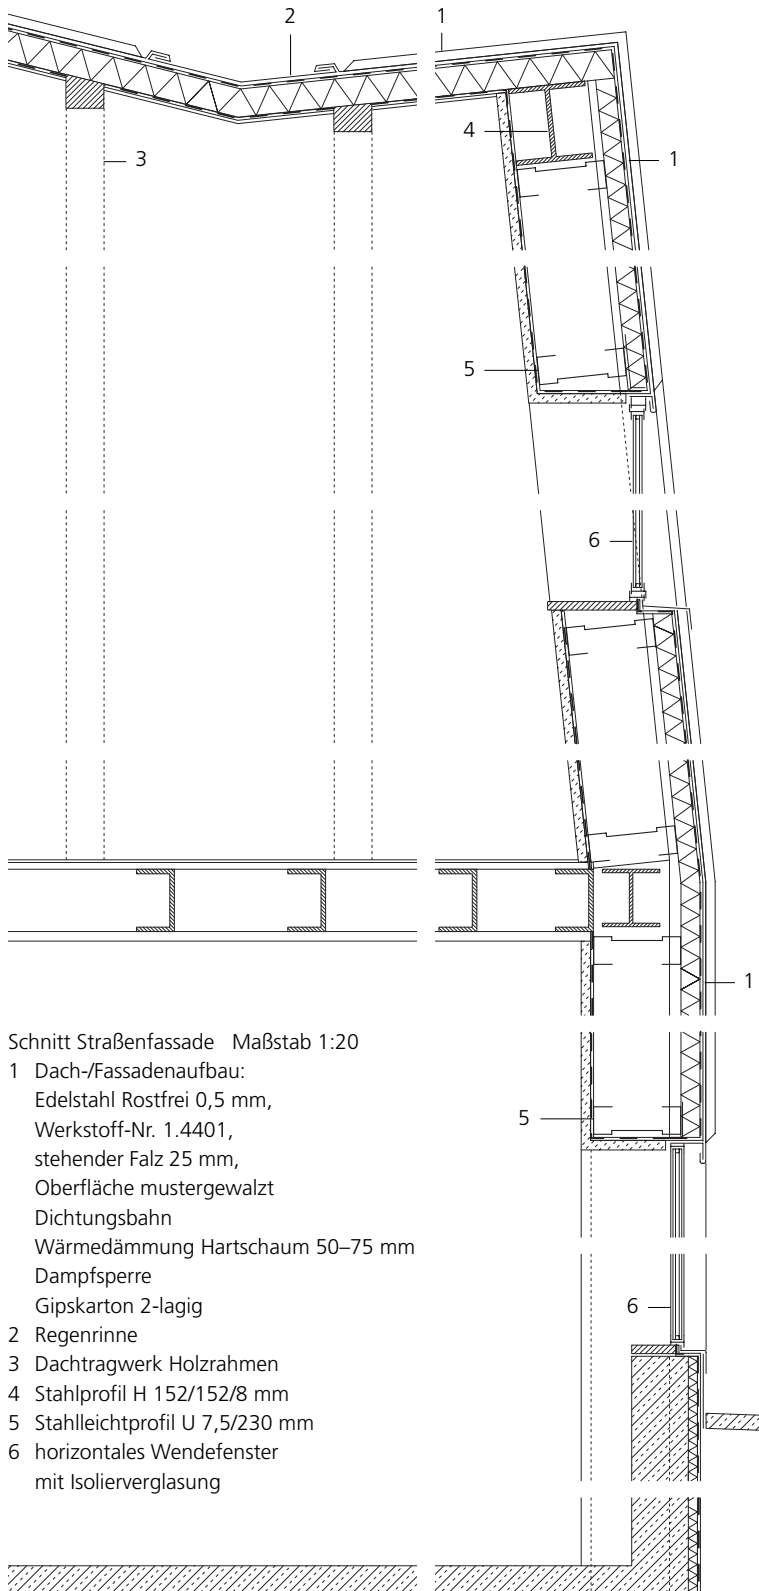 2
1
4
3
1
5
6
1
Schnitt Straßenfassade Maßstab 1:20
1 Dach-/Fassadenaufbau:
Edelstahl Rostfrei 0,5 mm,
Werkstoff-Nr. 1.4401,
stehender Falz 25 mm,
Oberfläche mustergewalzt
Dichtungsbahn
Wärmedämmung Hartschaum 50–75 mm
Dampfsperre
Gipskarton 2-lagig
2 Regenrinne
3 Dachtragwerk Holzrahmen
4 Stahlprofil H 152/152/8 mm
5 Stahlleichtprofil U 7,5/230 mm
6 horizontales Wendefenster
mit Isolierverglasung
5
6